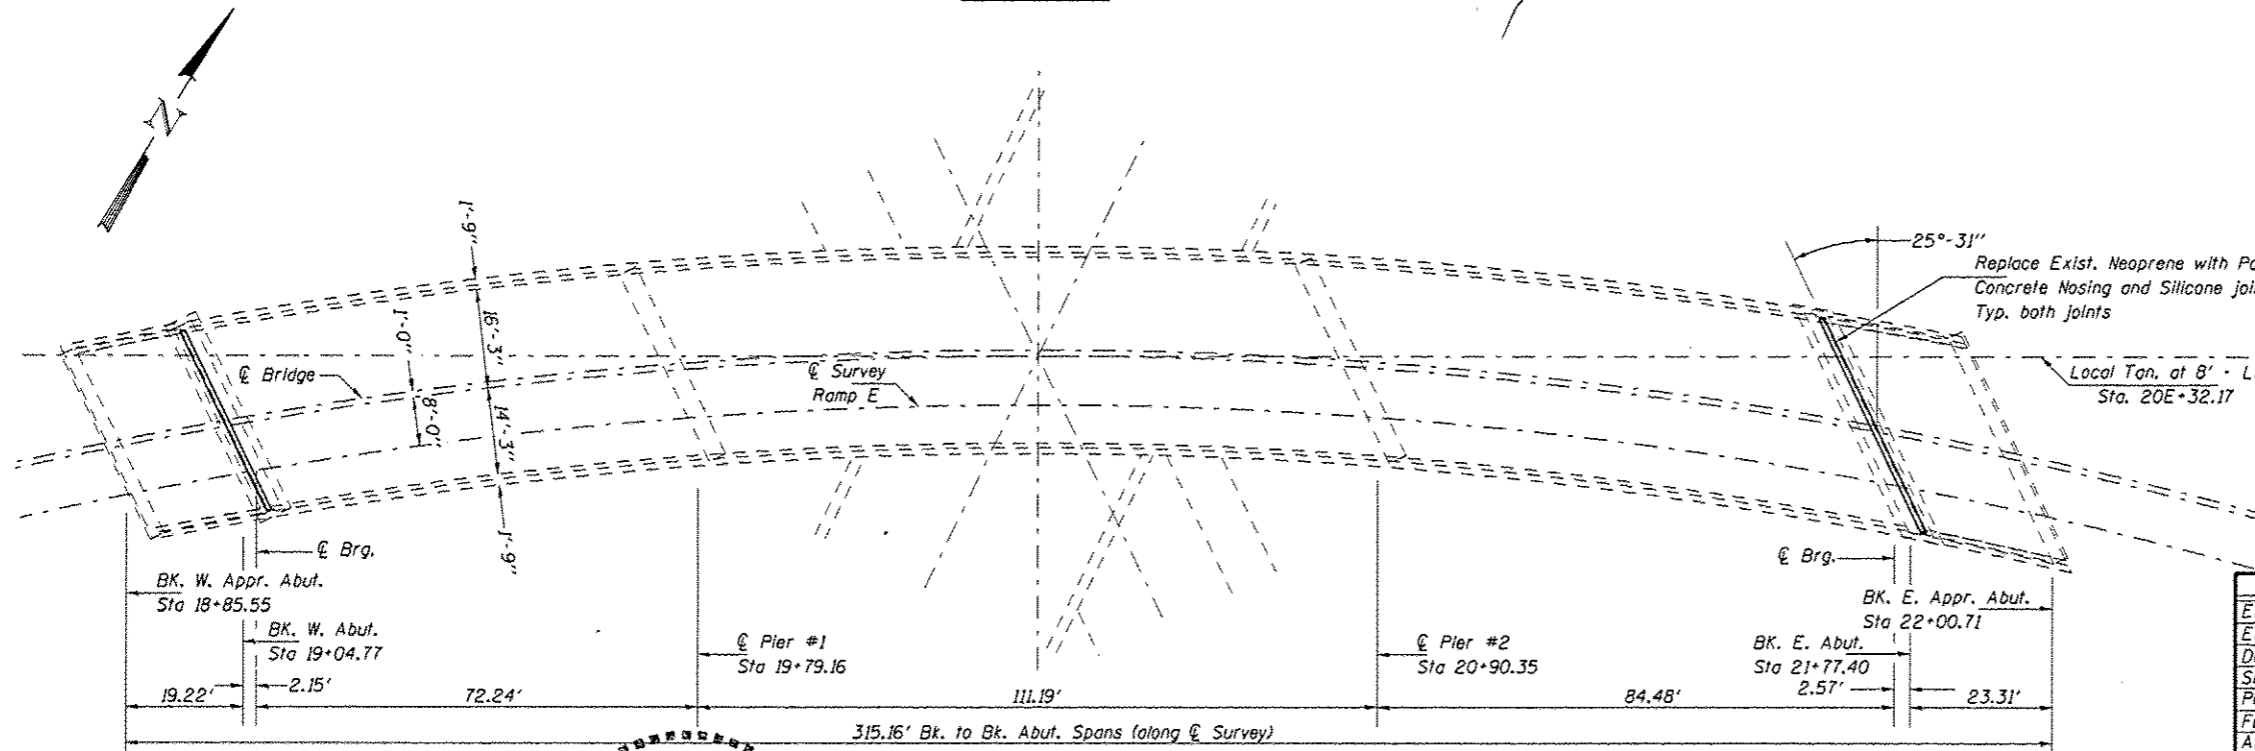 N
1'-9"
16'-3"
1'-0"
8'-0"
14'-3"
1'-9"
℄ Bridge
℄ Survey
Ramp E
25°-31"
Replace Exist. Neoprene with
Concrete Nosing and Silicone
Typ. both joints
Local Tan. at 8'
Sta. 20E+32.17
℄ Brg.
℄ Brg.
BK. W. Appr. Abut.
Sta 18+85.55
BK. W. Abut.
Sta 19+04.77
℄ Pier #1
Sta 19+79.16
℄ Pier #2
Sta 20+90.35
BK. E. Appr. Abut.
Sta 22+00.71
BK. E. Abut.
Sta 21+77.40
19.22'
2.15'
72.24'
111.19'
84.48'
2.57'
23.31'
315.16' Bk. to Bk. Abut. Spans (along ℄ Survey)